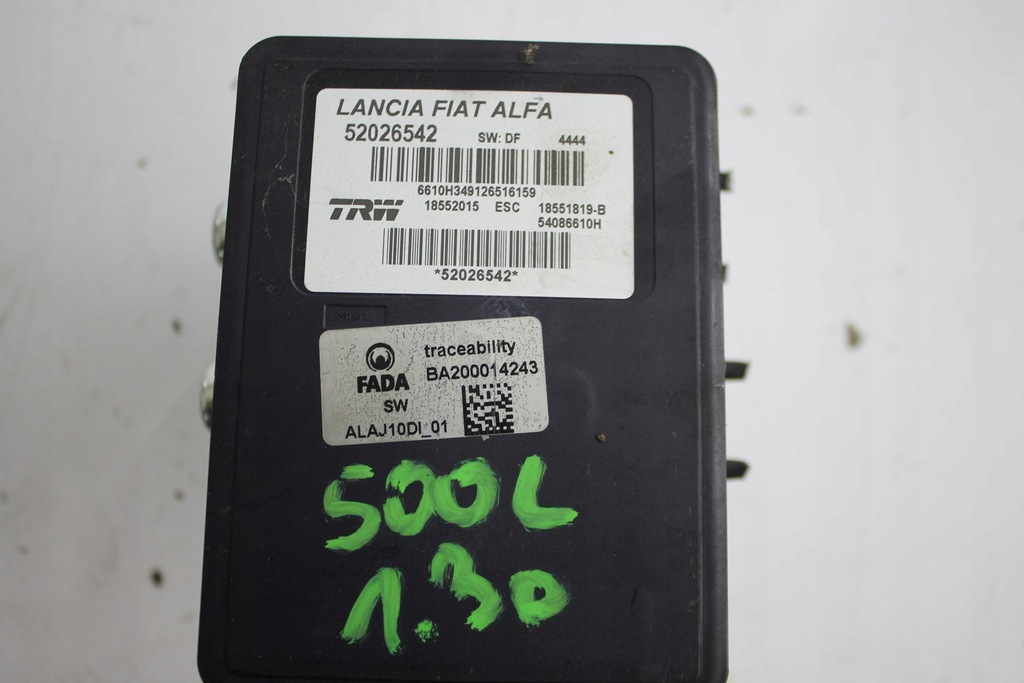 LANCIA FIAT ALFA
52026542 SW: DF 4444
6610H349126516159
TRW 18552015 ESC 18551819-B
54086610H
*52026542*
traceability
FADA BA200014243
SW
ALAJ10DI_01
500L
1.3D